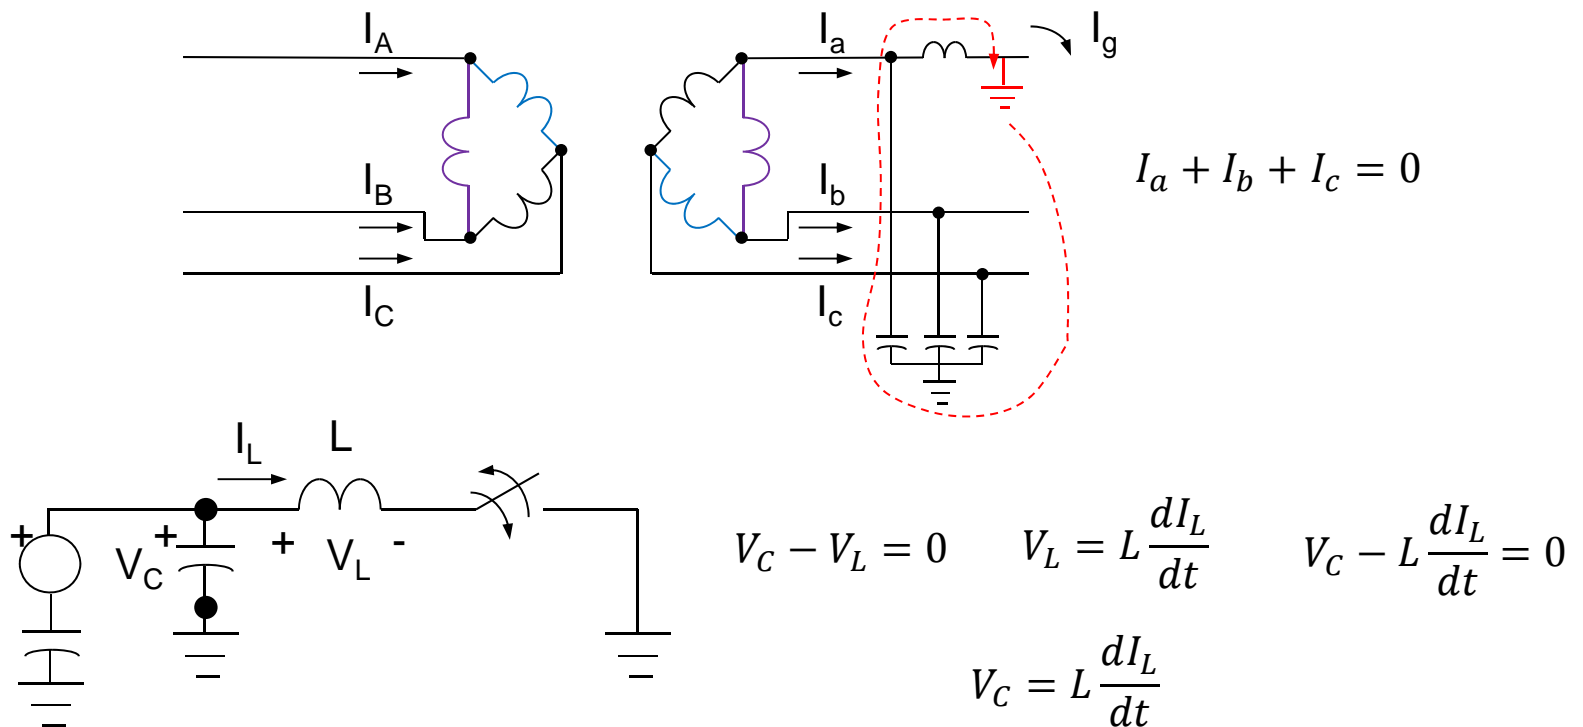 I_A
I_a
I_g
I_B
I_b
I_a + I_b + I_c = 0
I_C
I_c
I_L L
+ + + V_L -
V_C
V_C − V_L = 0 V_L = L dI_L/dt V_C − L dI_L/dt = 0
V_C = L dI_L/dt